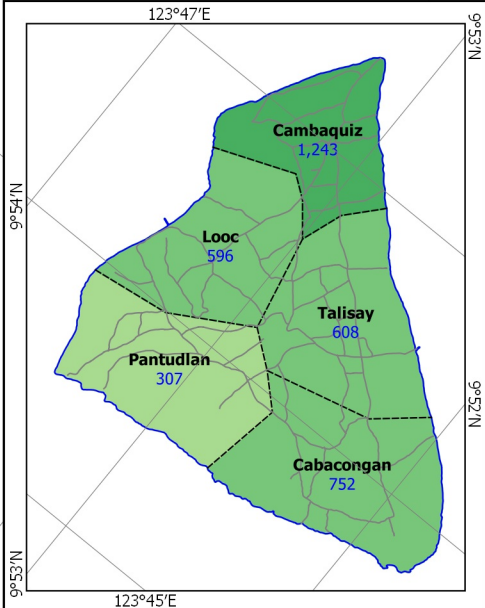 123°47'E
9°53'N
Cambaquiz
1,243
9°54'N
Looc
596
Talisay
608
Pantudlan
307
9°52'N
Cabacongan
752
9°53'N
123°45'E